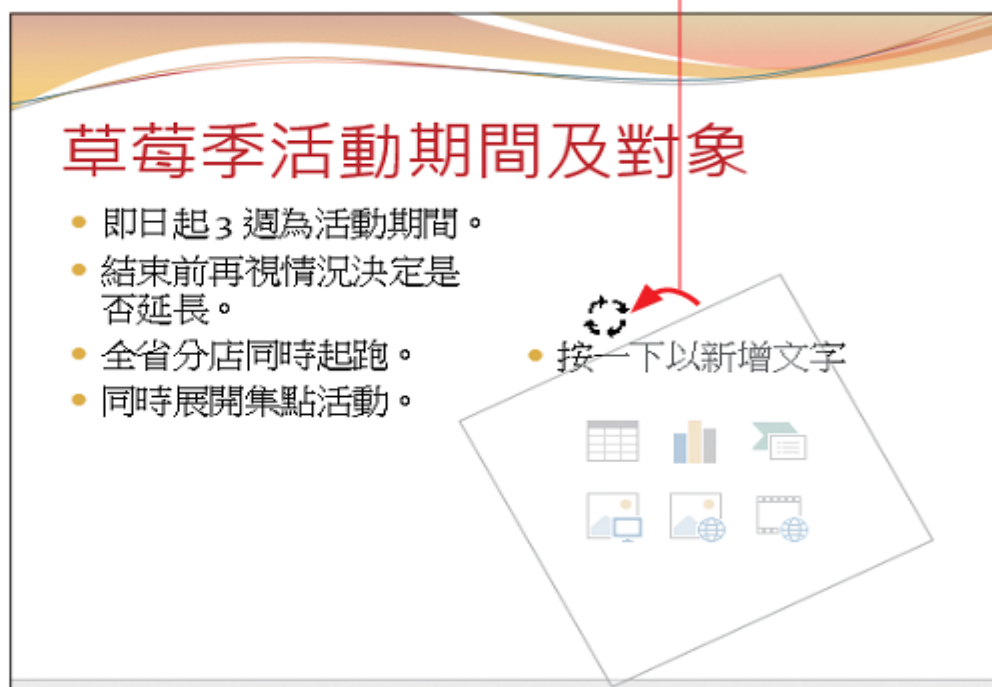 草莓季活動期間及對象
即日起3週為活動期間。
結束前再視情況決定是
否延長。
全省分店同時起跑。
同時展開集點活動。
按一下以新增文字